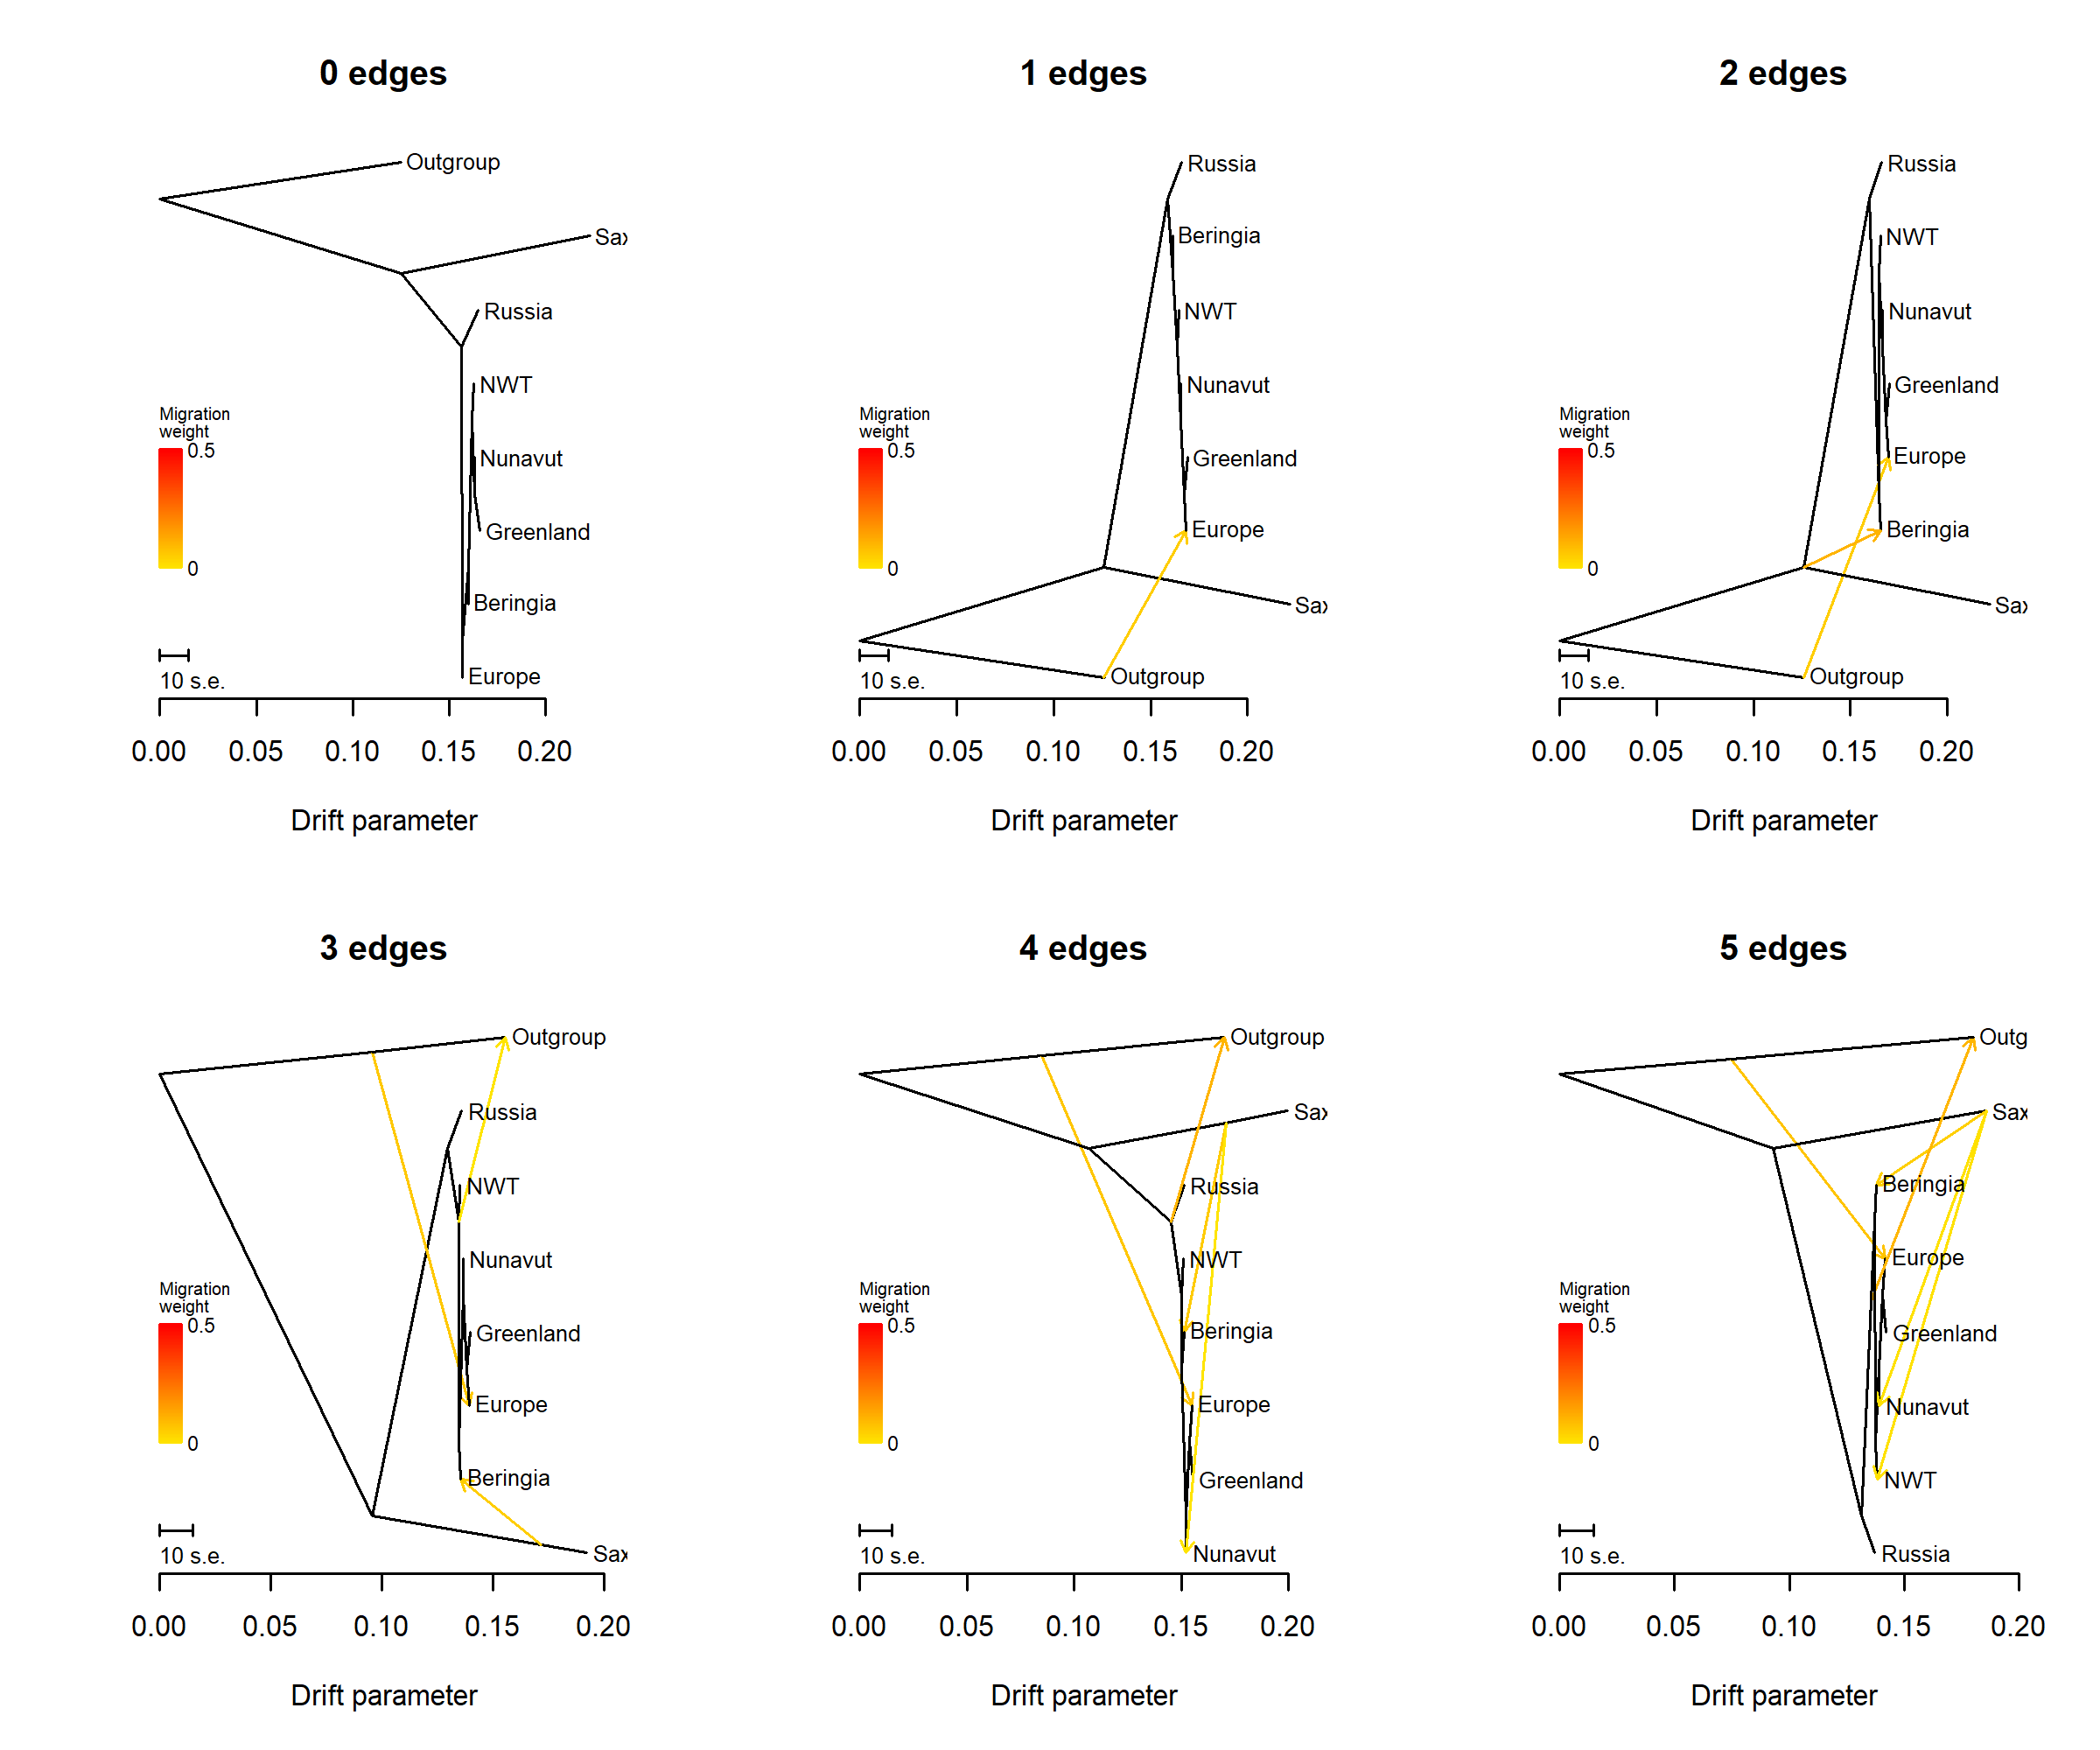 0 edges
Outgroup
Sax
Russia
NWT
Migration
weight
0.5
Nunavut
Greenland
0
Beringia
Europe
10 s.e.
0.00 0.05 0.10 0.15 0.20
Drift parameter
1 edges
Russia
Beringia
NWT
Nunavut
Migration
weight
0.5
Greenland
Europe
0
Sax
Outgroup
10 s.e.
0.00 0.05 0.10 0.15 0.20
Drift parameter
2 edges
Russia
NWT
Nunavut
Greenland
Migration
weight
0.5
Europe
Beringia
0
Sax
Outgroup
10 s.e.
0.00 0.05 0.10 0.15 0.20
Drift parameter
3 edges
Outgroup
Russia
NWT
Nunavut
Migration
weight
0.5
Greenland
Europe
0
Beringia
Sax
10 s.e.
0.00 0.05 0.10 0.15 0.20
Drift parameter
4 edges
Outgroup
Sax
Russia
NWT
Migration
weight
0.5
Beringia
Europe
0
Greenland
Nunavut
10 s.e.
0.00 0.05 0.10 0.15 0.20
Drift parameter
5 edges
Outg
Sax
Beringia
Europe
Migration
weight
0.5
Greenland
Nunavut
0
NWT
Russia
10 s.e.
0.00 0.05 0.10 0.15 0.20
Drift parameter